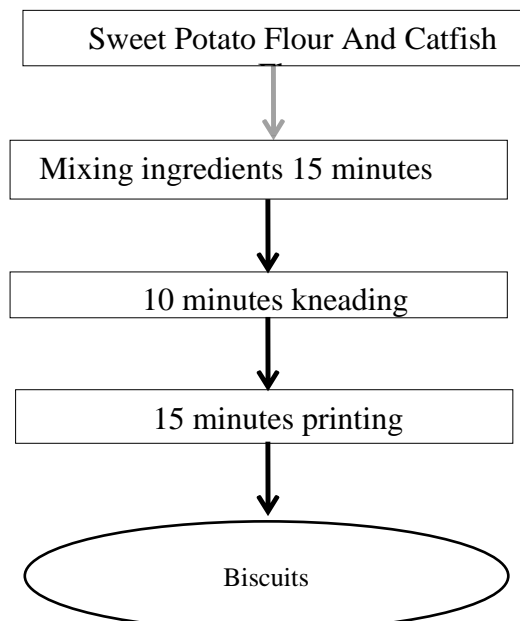 Sweet Potato Flour And Catfish
Mixing ingredients 15 minutes
10 minutes kneading
15 minutes printing
Biscuits